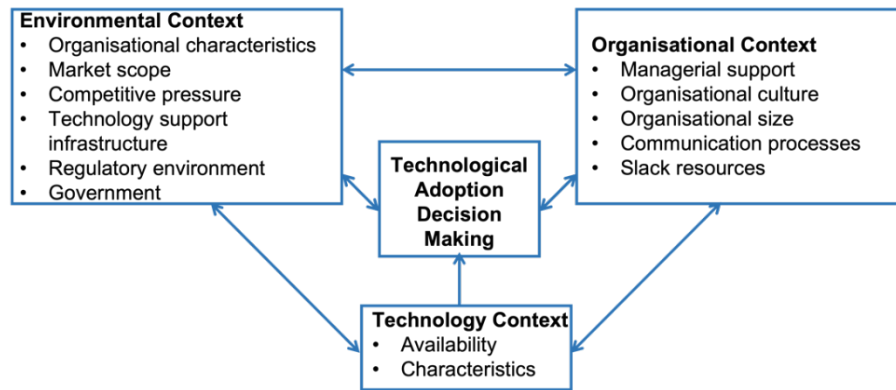 Environmental Context
• Organisational characteristics
• Market scope
• Competitive pressure
• Technology support
infrastructure
• Regulatory environment
• Government
Organisational Context
• Managerial support
• Organisational culture
• Organisational size
• Communication processes
• Slack resources
Technological
Adoption
Decision
Making
Technology Context
• Availability
• Characteristics